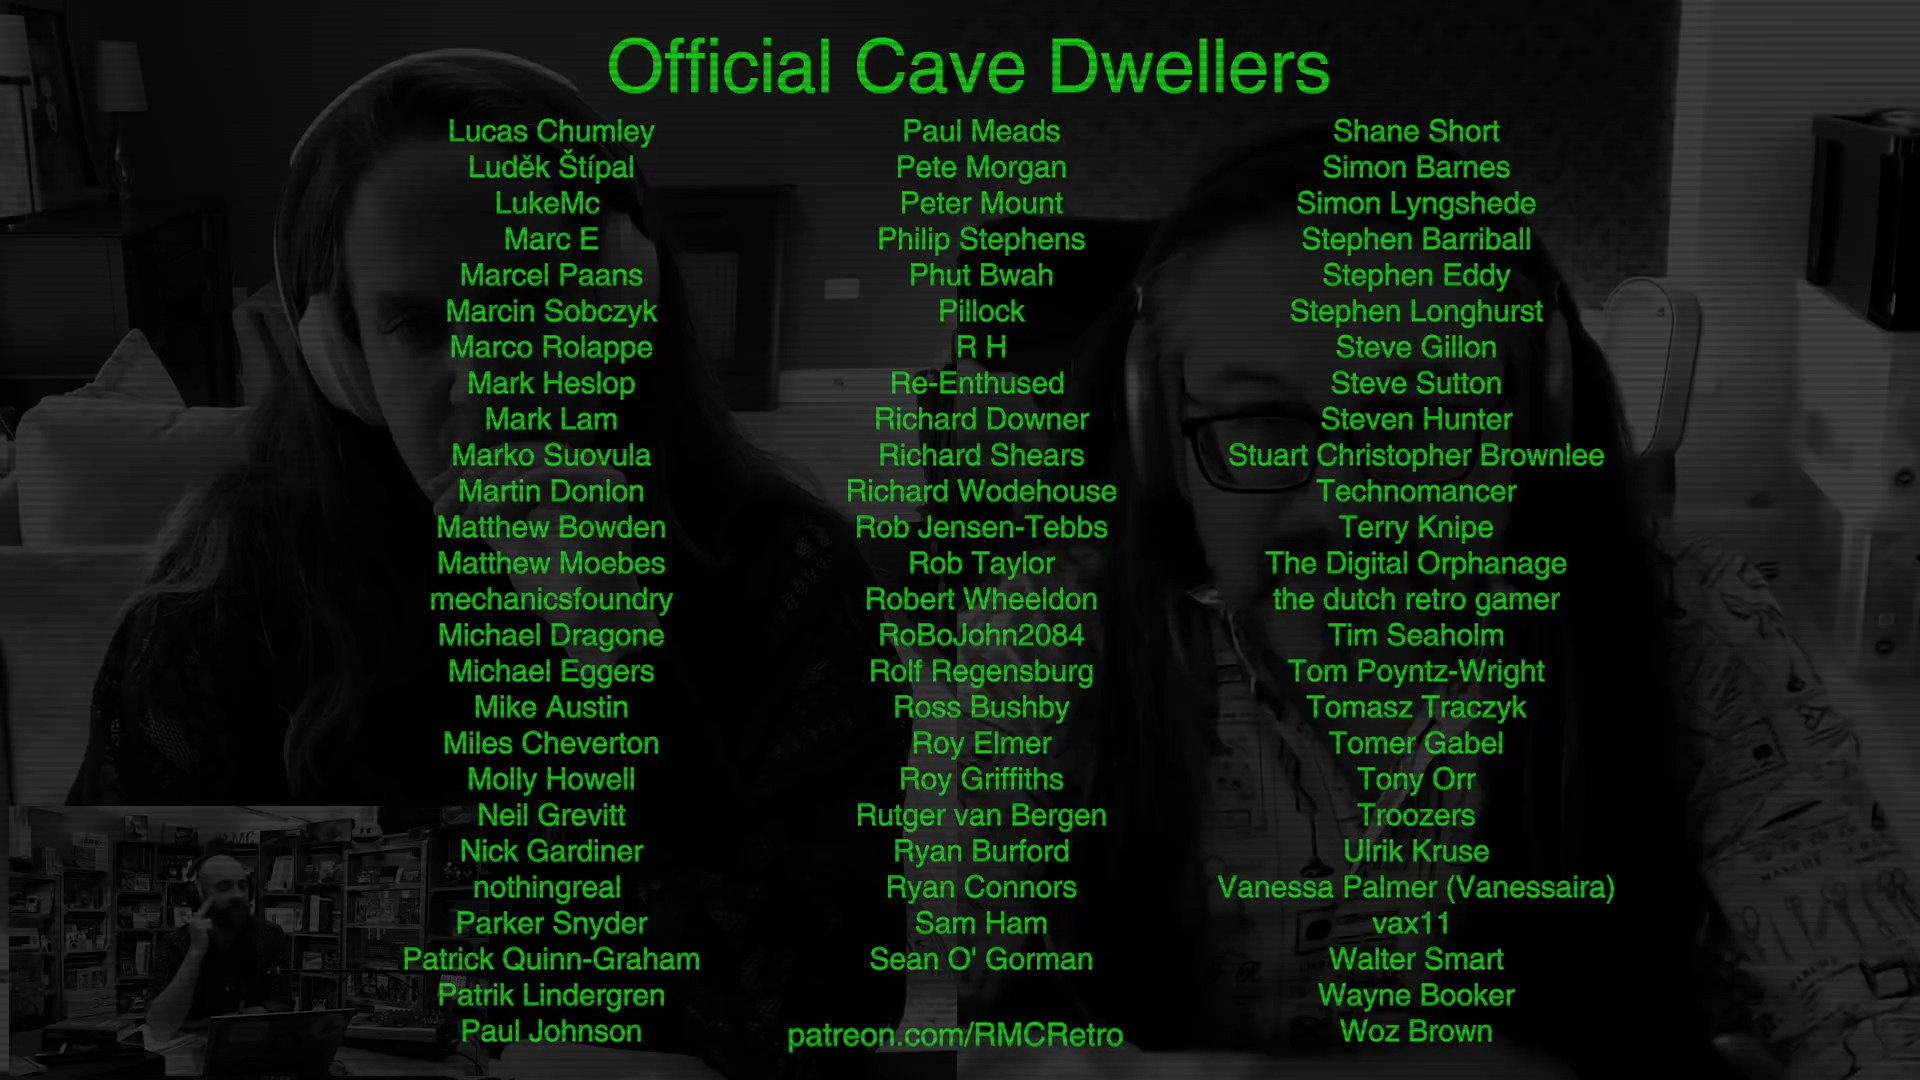 Official Cave Dwellers
Lucas Chumley
Luděk Štípal
LukeMc
Marc E
Marcel Paans
Marcin Sobczyk
Marco Rolappe
Mark Heslop
Mark Lam
Marko Suovula
Martin Donlon
Matthew Bowden
Matthew Moebes
mechanicsfoundry
Michael Dragone
Michael Eggers
Mike Austin
Miles Cheverton
Molly Howell
Neil Grevitt
Nick Gardiner
nothingreal
Parker Snyder
Patrick Quinn-Graham
Patrik Lindergren
Paul Johnson
Paul Meads
Pete Morgan
Peter Mount
Philip Stephens
Phut Bwah
Pillock
R H
Re-Enthused
Richard Downer
Richard Shears
Richard Wodehouse
Rob Jensen-Tebbs
Rob Taylor
Robert Wheeldon
RoBoJohn2084
Rolf Regensburg
Ross Bushby
Roy Elmer
Roy Griffiths
Rutger van Bergen
Ryan Burford
Ryan Connors
Sam Ham
Sean O' Gorman
Shane Short
Simon Barnes
Simon Lyngshede
Stephen Barriball
Stephen Eddy
Stephen Longhurst
Steve Gillon
Steve Sutton
Steven Hunter
Stuart Christopher Brownlee
Technomancer
Terry Knipe
The Digital Orphanage
the dutch retro gamer
Tim Seaholm
Tom Poyntz-Wright
Tomasz Traczyk
Tomer Gabel
Tony Orr
Troozers
Ulrik Kruse
Vanessa Palmer (Vanessaira)
vax11
Walter Smart
Wayne Booker
Woz Brown
patreon.com/RMCRetro